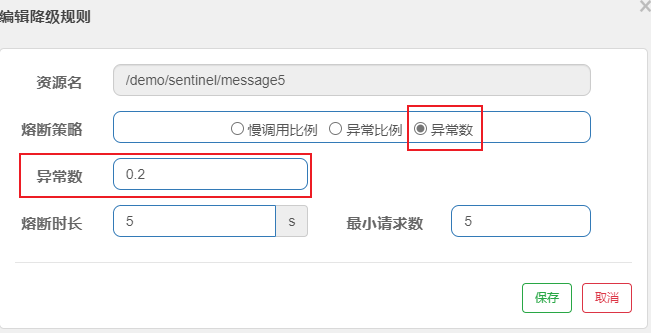 编辑降级规则
×
资源名 /demo/sentinel/message5
熔断策略 慢调用比例 异常比例 异常数
异常数 0.2
熔断时长 5 s 最小请求数 5
保存 取消